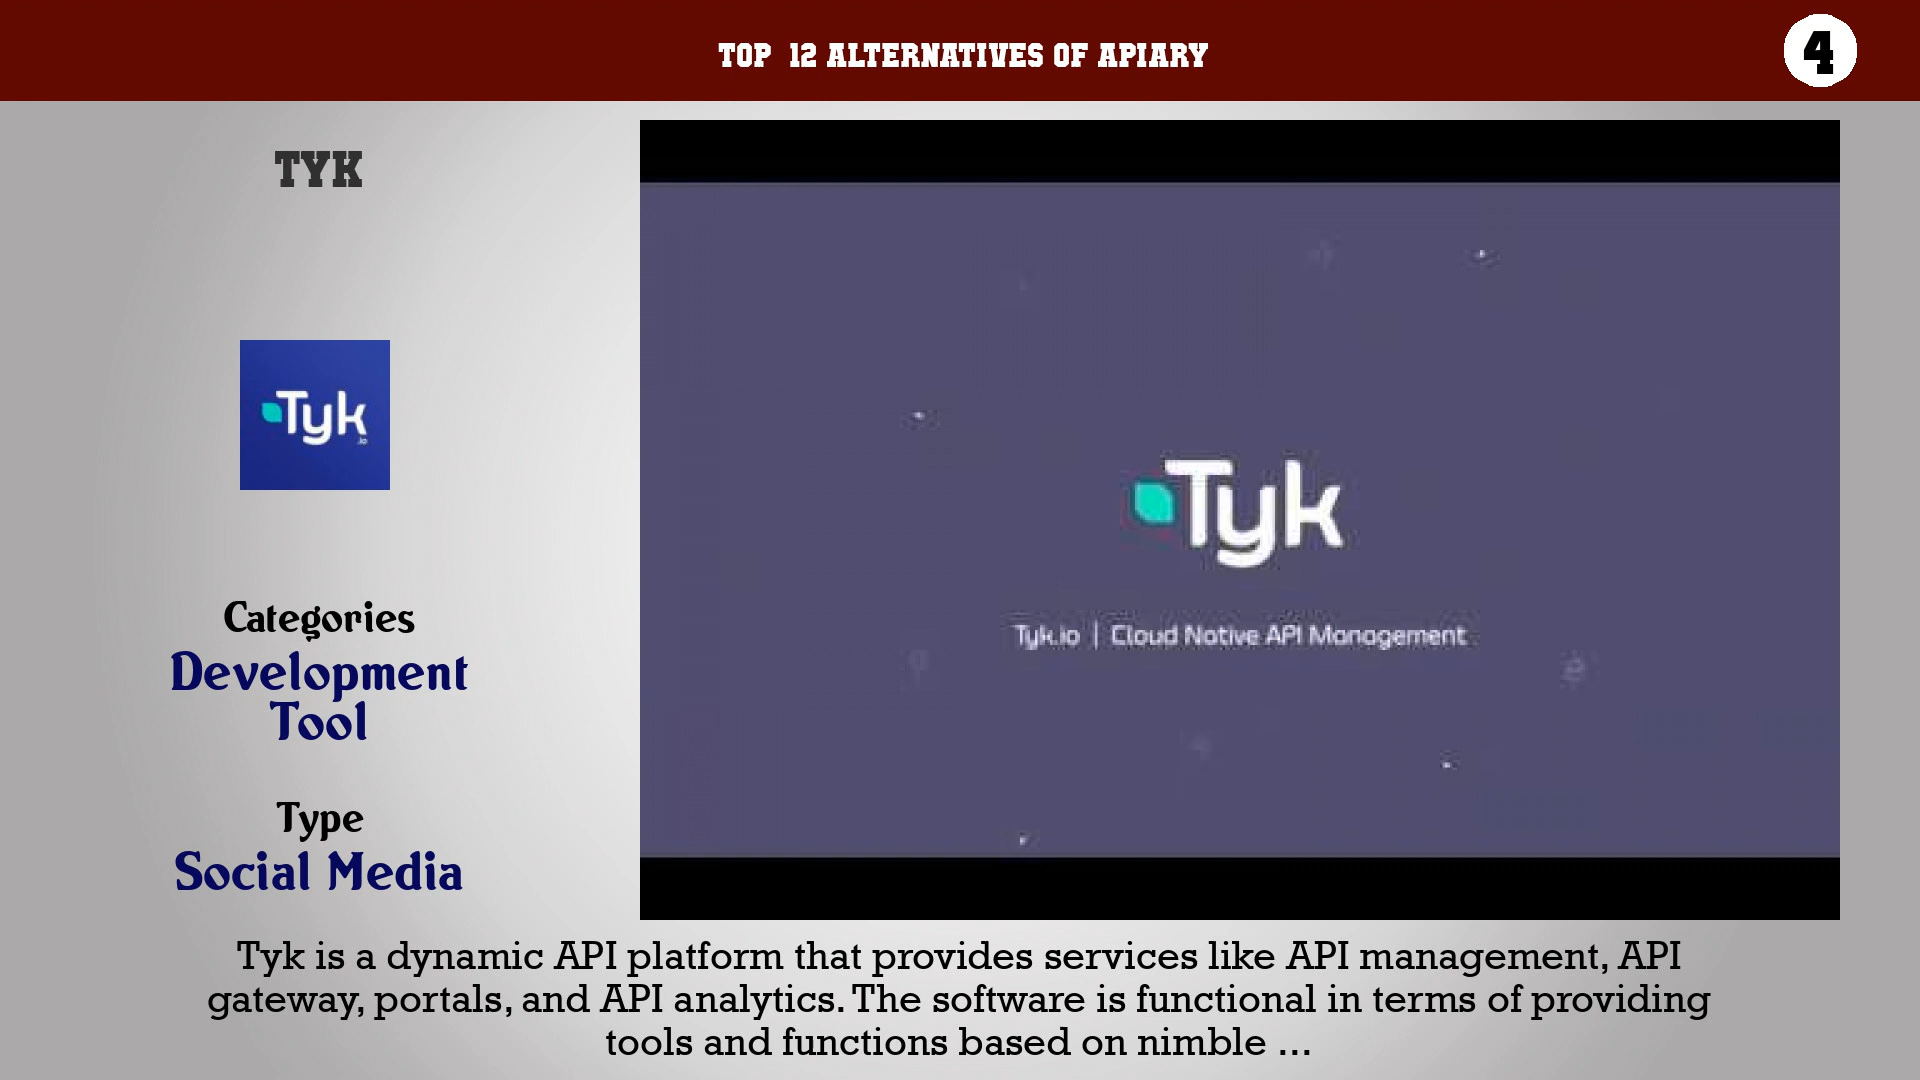 TOP 12 ALTERNATIVES OF APIARY
4
TYK
Tyk
.io
Categories
Development
Tool
Type
Social Media
Tyk
Tyk.io | Cloud Native API Management
Tyk is a dynamic API platform that provides services like API management, API
gateway, portals, and API analytics. The software is functional in terms of providing
tools and functions based on nimble ...